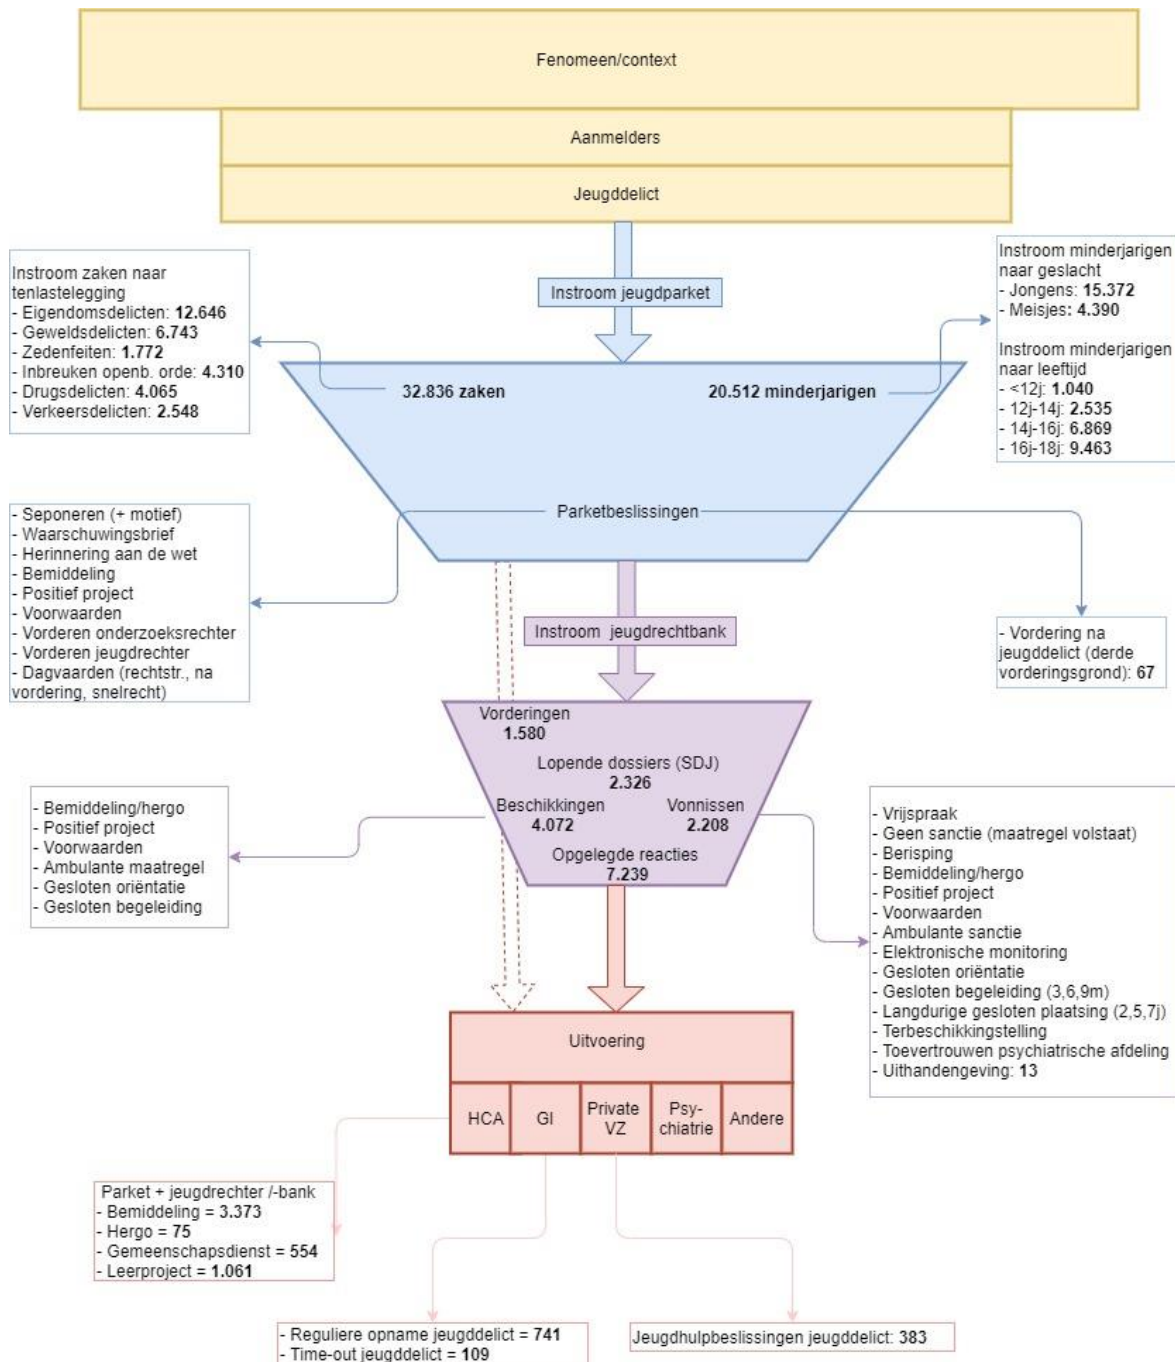 Fenomeen/context
Aanmelders
Jeugddelict
Instroom jeugdparket
Instroom zaken naar
tenlastelegging
- Eigendomsdelicten: 12.646
- Geweldsdelicten: 6.743
- Zedenfeiten: 1.772
- Inbreuken openb. orde: 4.310
- Drugsdelicten: 4.065
- Verkeersdelicten: 2.548
Instroom minderjarigen
naar geslacht
- Jongens: 15.372
- Meisjes: 4.390
Instroom minderjarigen
naar leeftijd
- <12j: 1.040
- 12j-14j: 2.535
- 14j-16j: 6.869
- 16j-18j: 9.463
32.836 zaken
20.512 minderjarigen
Parketbeslissingen
- Seponeren (+ motief)
- Waarschuwingsbrief
- Herinnering aan de wet
- Bemiddeling
- Positief project
- Voorwaarden
- Vorderen onderzoeksrechter
- Vorderen jeugdrechter
- Dagvaarden (rechtstr., na
vordering, snelrecht)
- Vordering na
jeugddelict (derde
vorderingsgrond): 67
Instroom jeugdrechtbank
Vorderingen
1.580
Lopende dossiers (SDJ)
2.326
Beschikkingen
4.072
Vonnissen
2.208
Opgelegde reacties
7.239
- Bemiddeling/hergo
- Positief project
- Voorwaarden
- Ambulante maatregel
- Gesloten oriëntatie
- Gesloten begeleiding
- Vrijspraak
- Geen sanctie (maatregel volstaat)
- Berisping
- Bemiddeling/hergo
- Positief project
- Voorwaarden
- Ambulante sanctie
- Elektronische monitoring
- Gesloten oriëntatie
- Gesloten begeleiding (3,6,9m)
- Langdurige gesloten plaatsing (2,5,7j)
- Terbeschikkingstelling
- Toevertrouwen psychiatrische afdeling
- Uithandengeving: 13
Uitvoering
HCA
GI
Private
VZ
Psy-
chiatrie
Andere
Parket + jeugdrechter /-bank
- Bemiddeling = 3.373
- Hergo = 75
- Gemeenschapsdienst = 554
- Leerproject = 1.061
- Reguliere opname jeugddelict = 741
- Time-out jeugddelict = 109
Jeugdhulpbeslissingen jeugddelict: 383